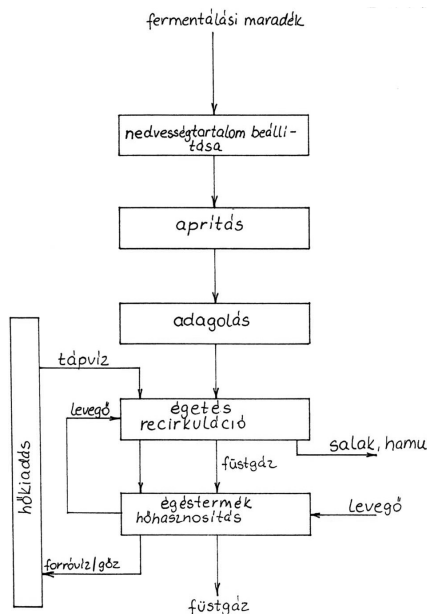 fermentálási maradék
nedvességtartalom beállí-
tása
aprítás
adagolás
tápvíz
levegő
égetés
recirkuláció
salak, hamu
füstgáz
hőkiadás
égéstermék
hőhasznosítás
levegő
forróvíz/gőz
füstgáz